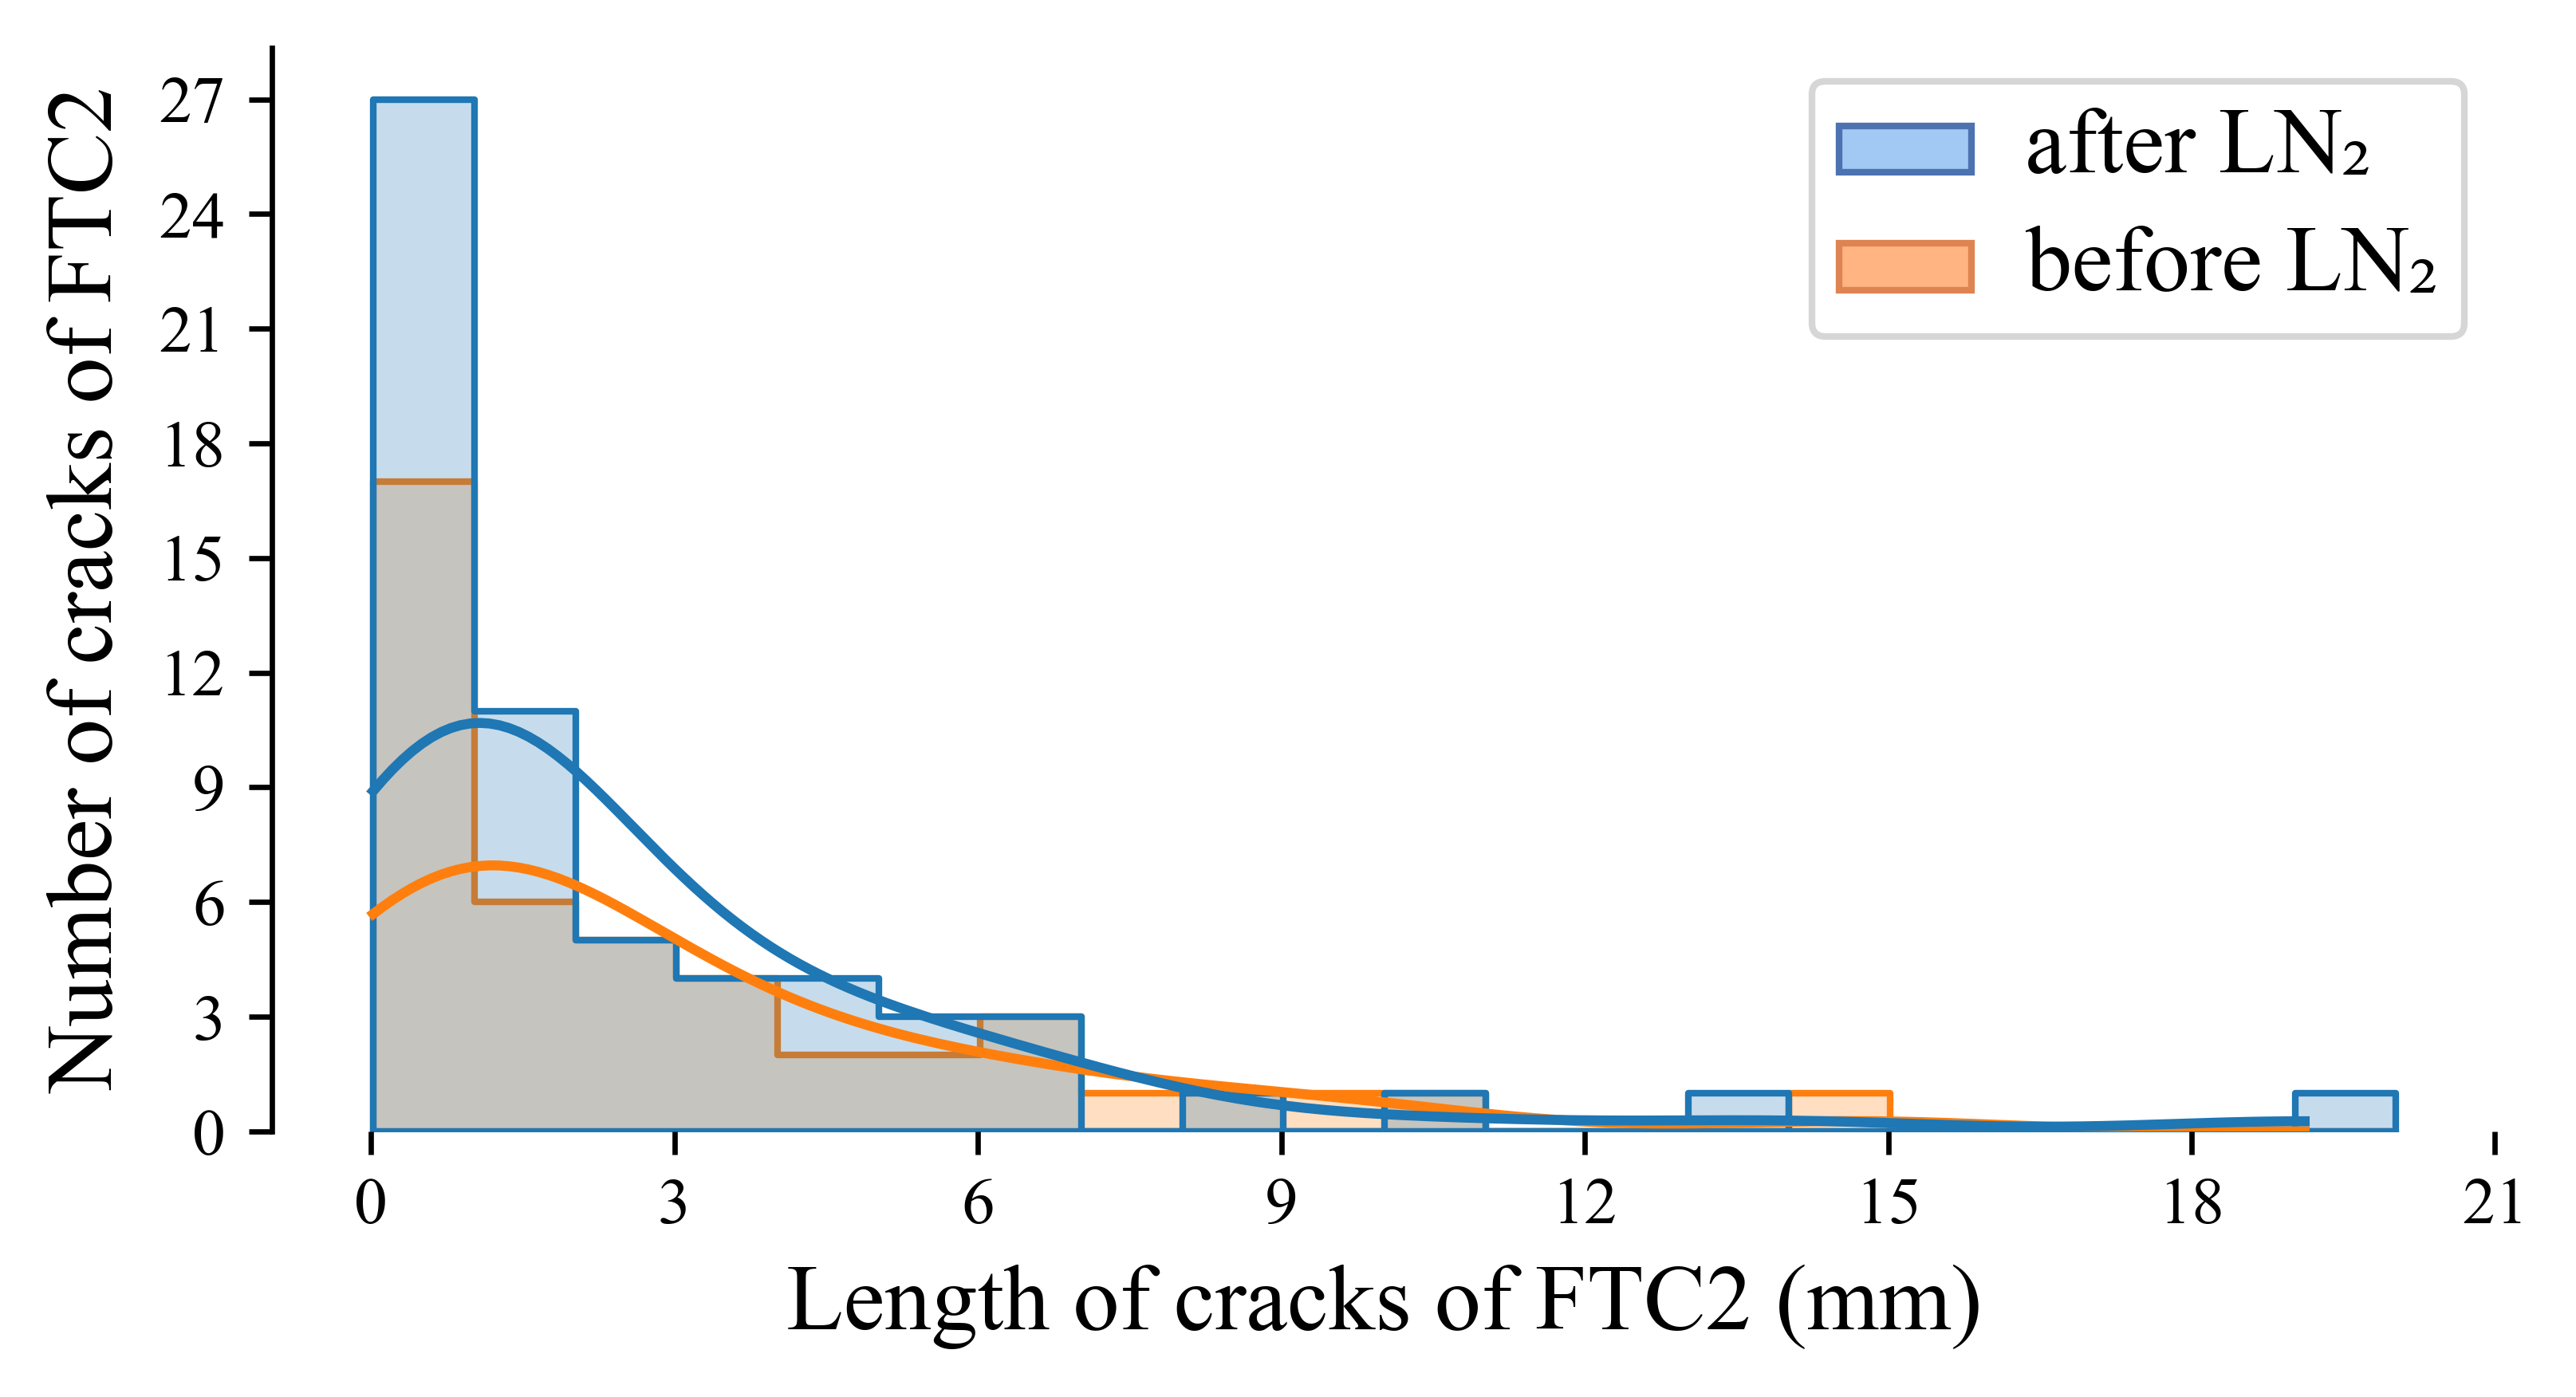 Number of cracks of FTC2
27
24
21
18
15
12
9
6
3
0
after LN₂
before LN₂
0 3 6 9 12 15 18 21
Length of cracks of FTC2 (mm)